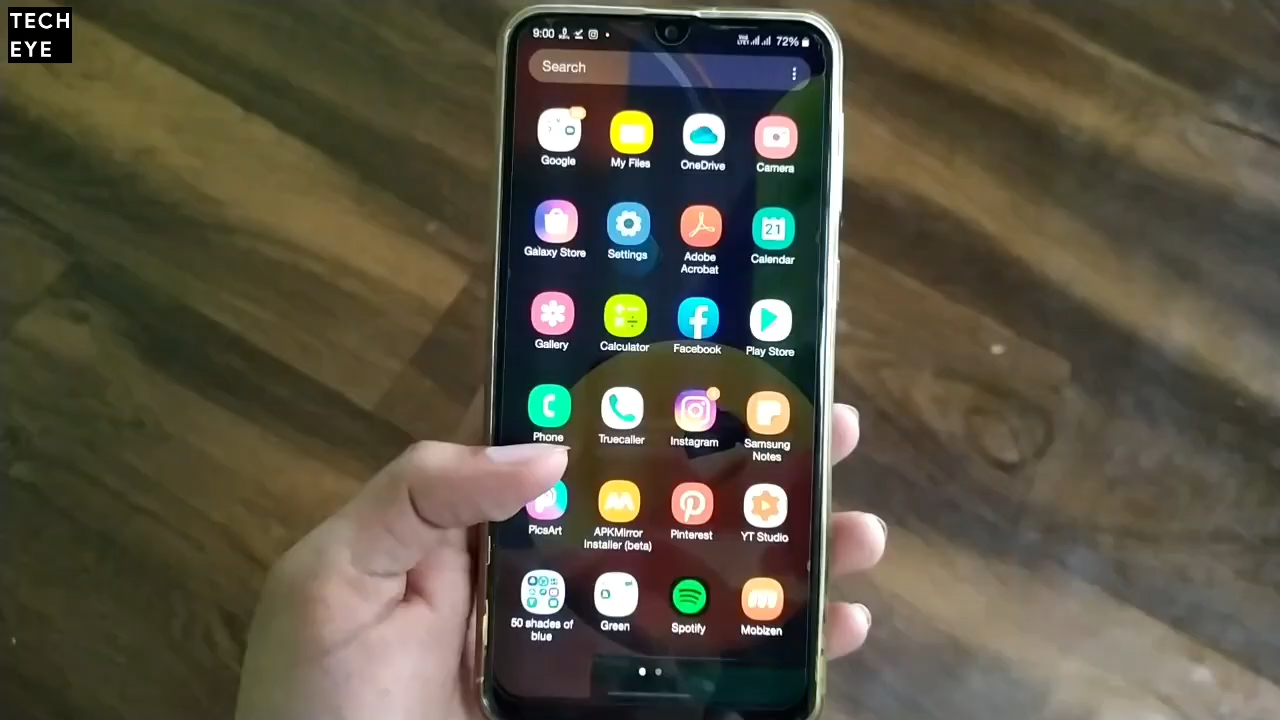 TECH
EYE
9:00
72%
Search
Google
My Files
OneDrive
Camera
Galaxy Store
Settings
Adobe
Acrobat
21
Calendar
Gallery
Calculator
Facebook
Play Store
Phone
Truecaller
Instagram
Samsung
Notes
PicsArt
APKMirror
Installer (beta)
Pinterest
YT Studio
50 shades of
blue
Green
Spotify
Mobizen